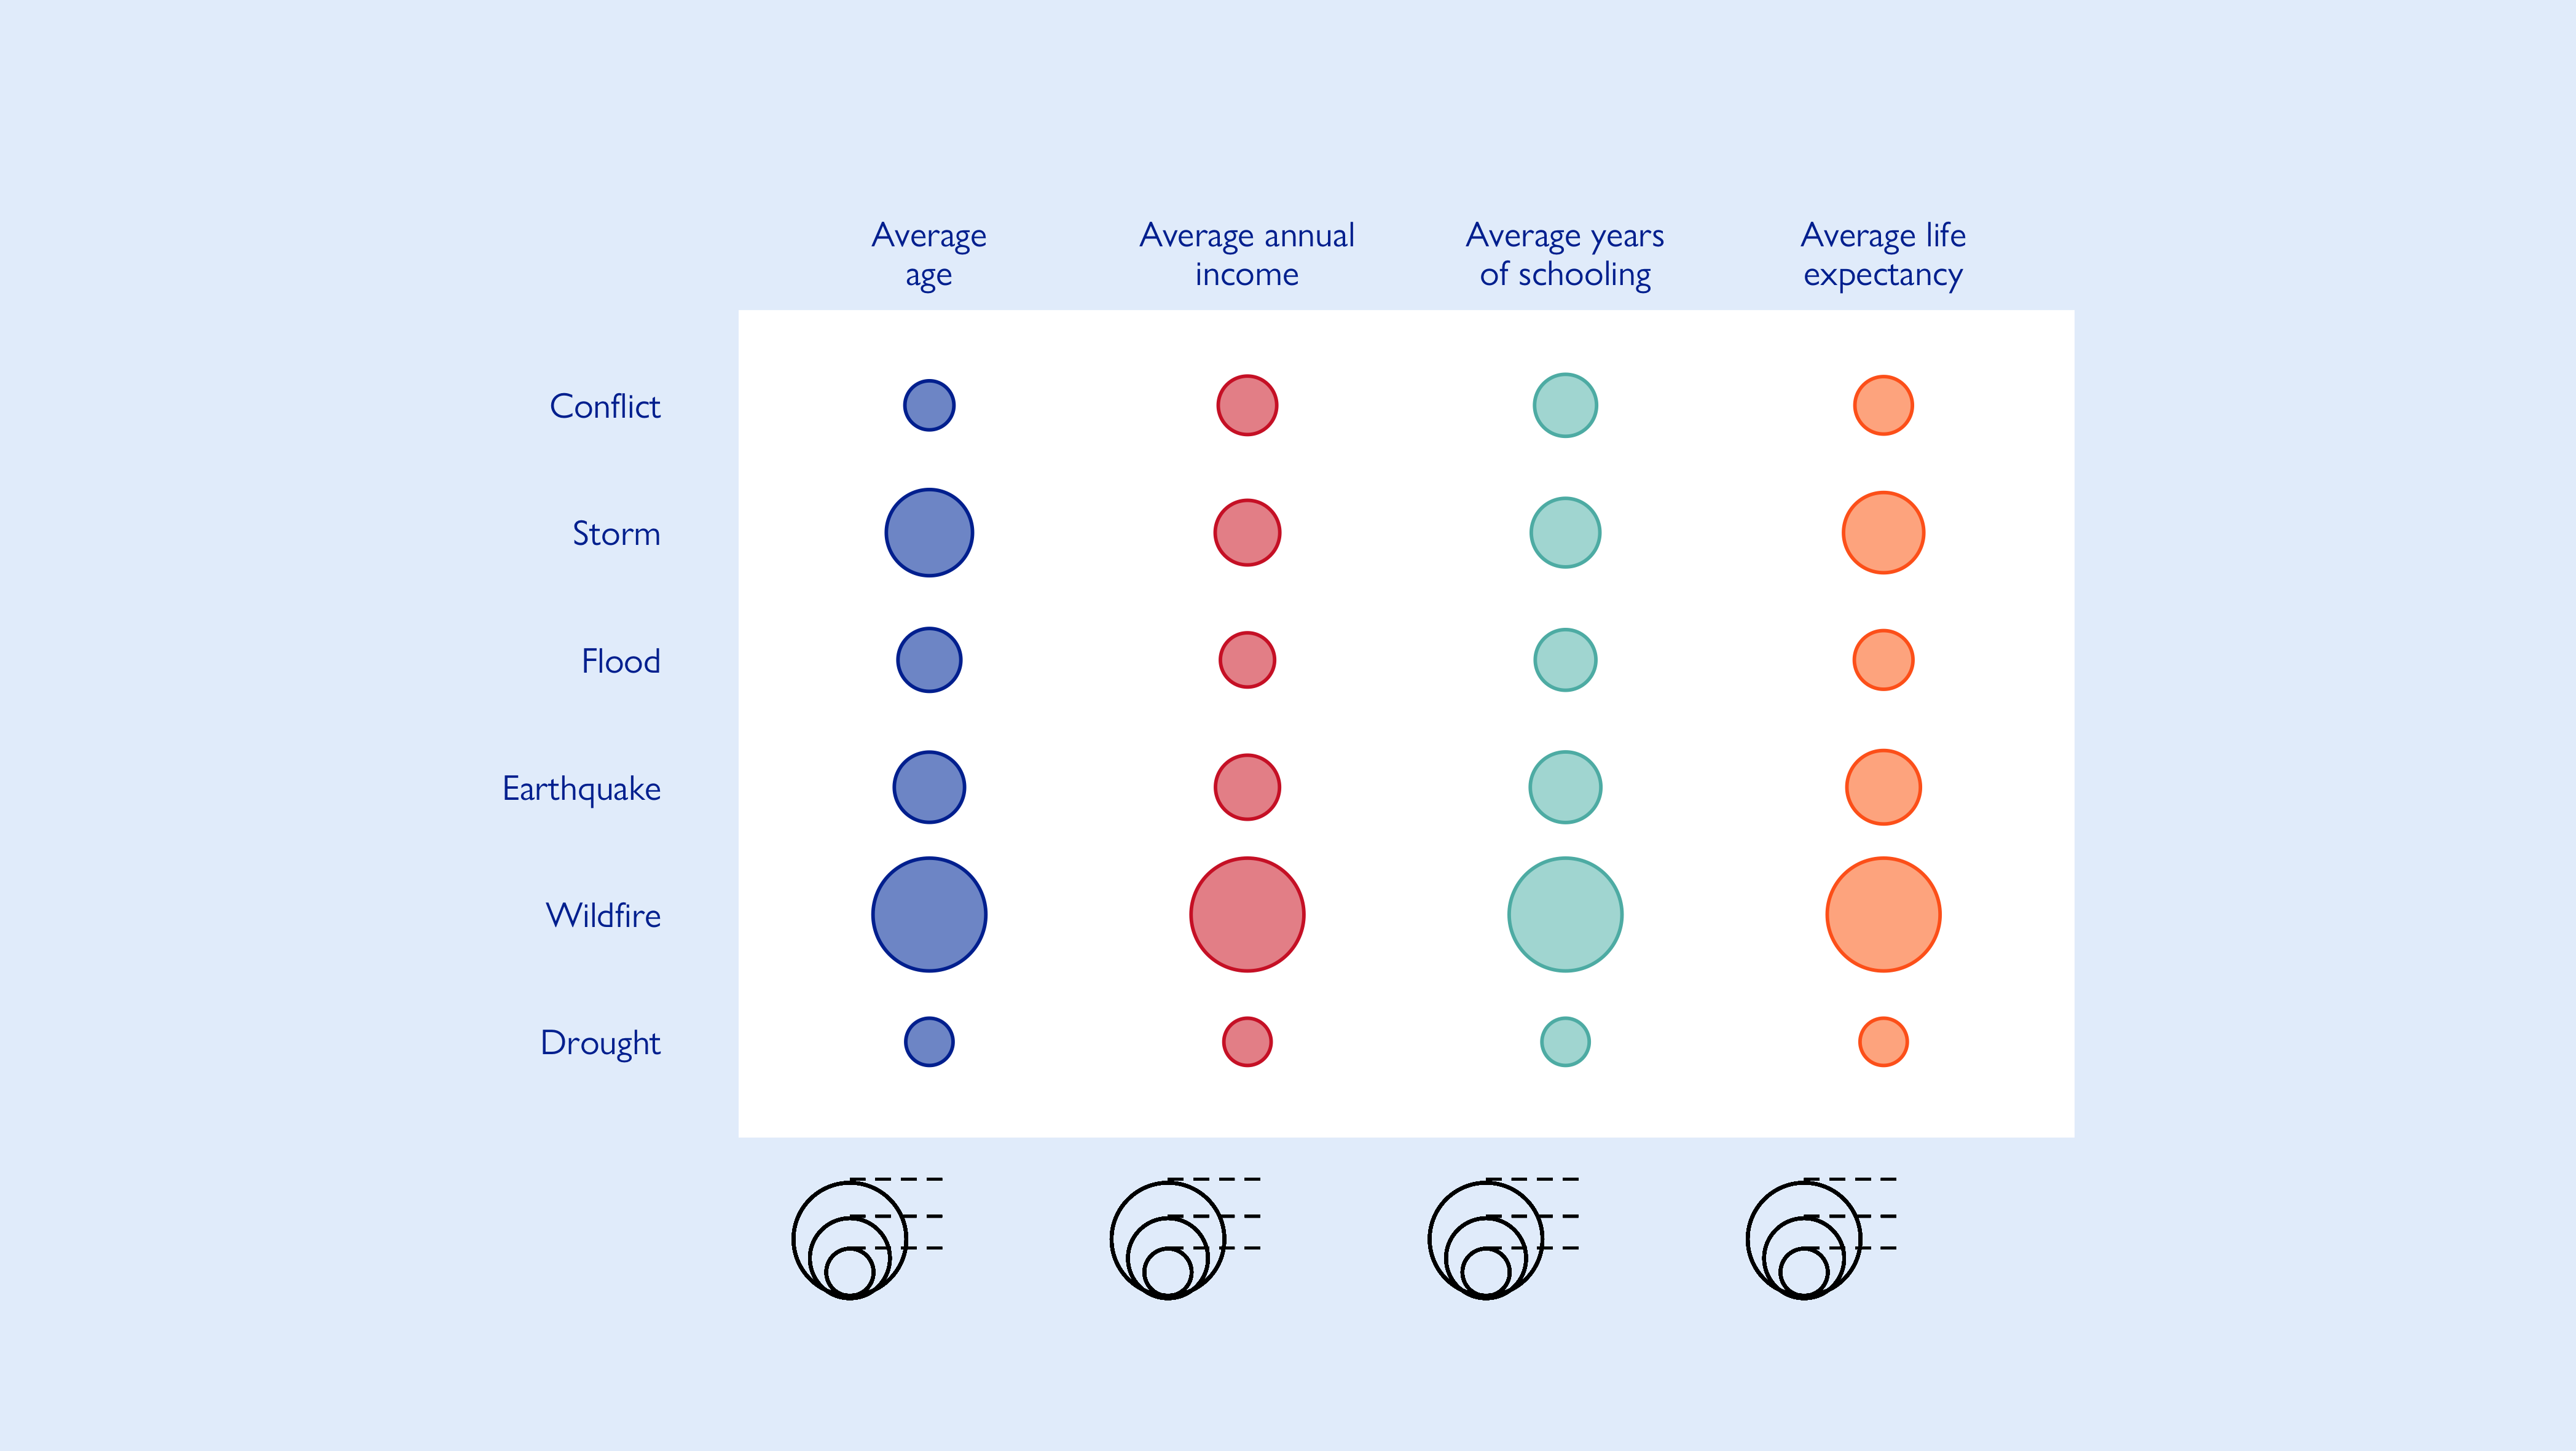 Average
age
Average annual
income
Average years
of schooling
Average life
expectancy
Conflict
Storm
Flood
Earthquake
Wildfire
Drought